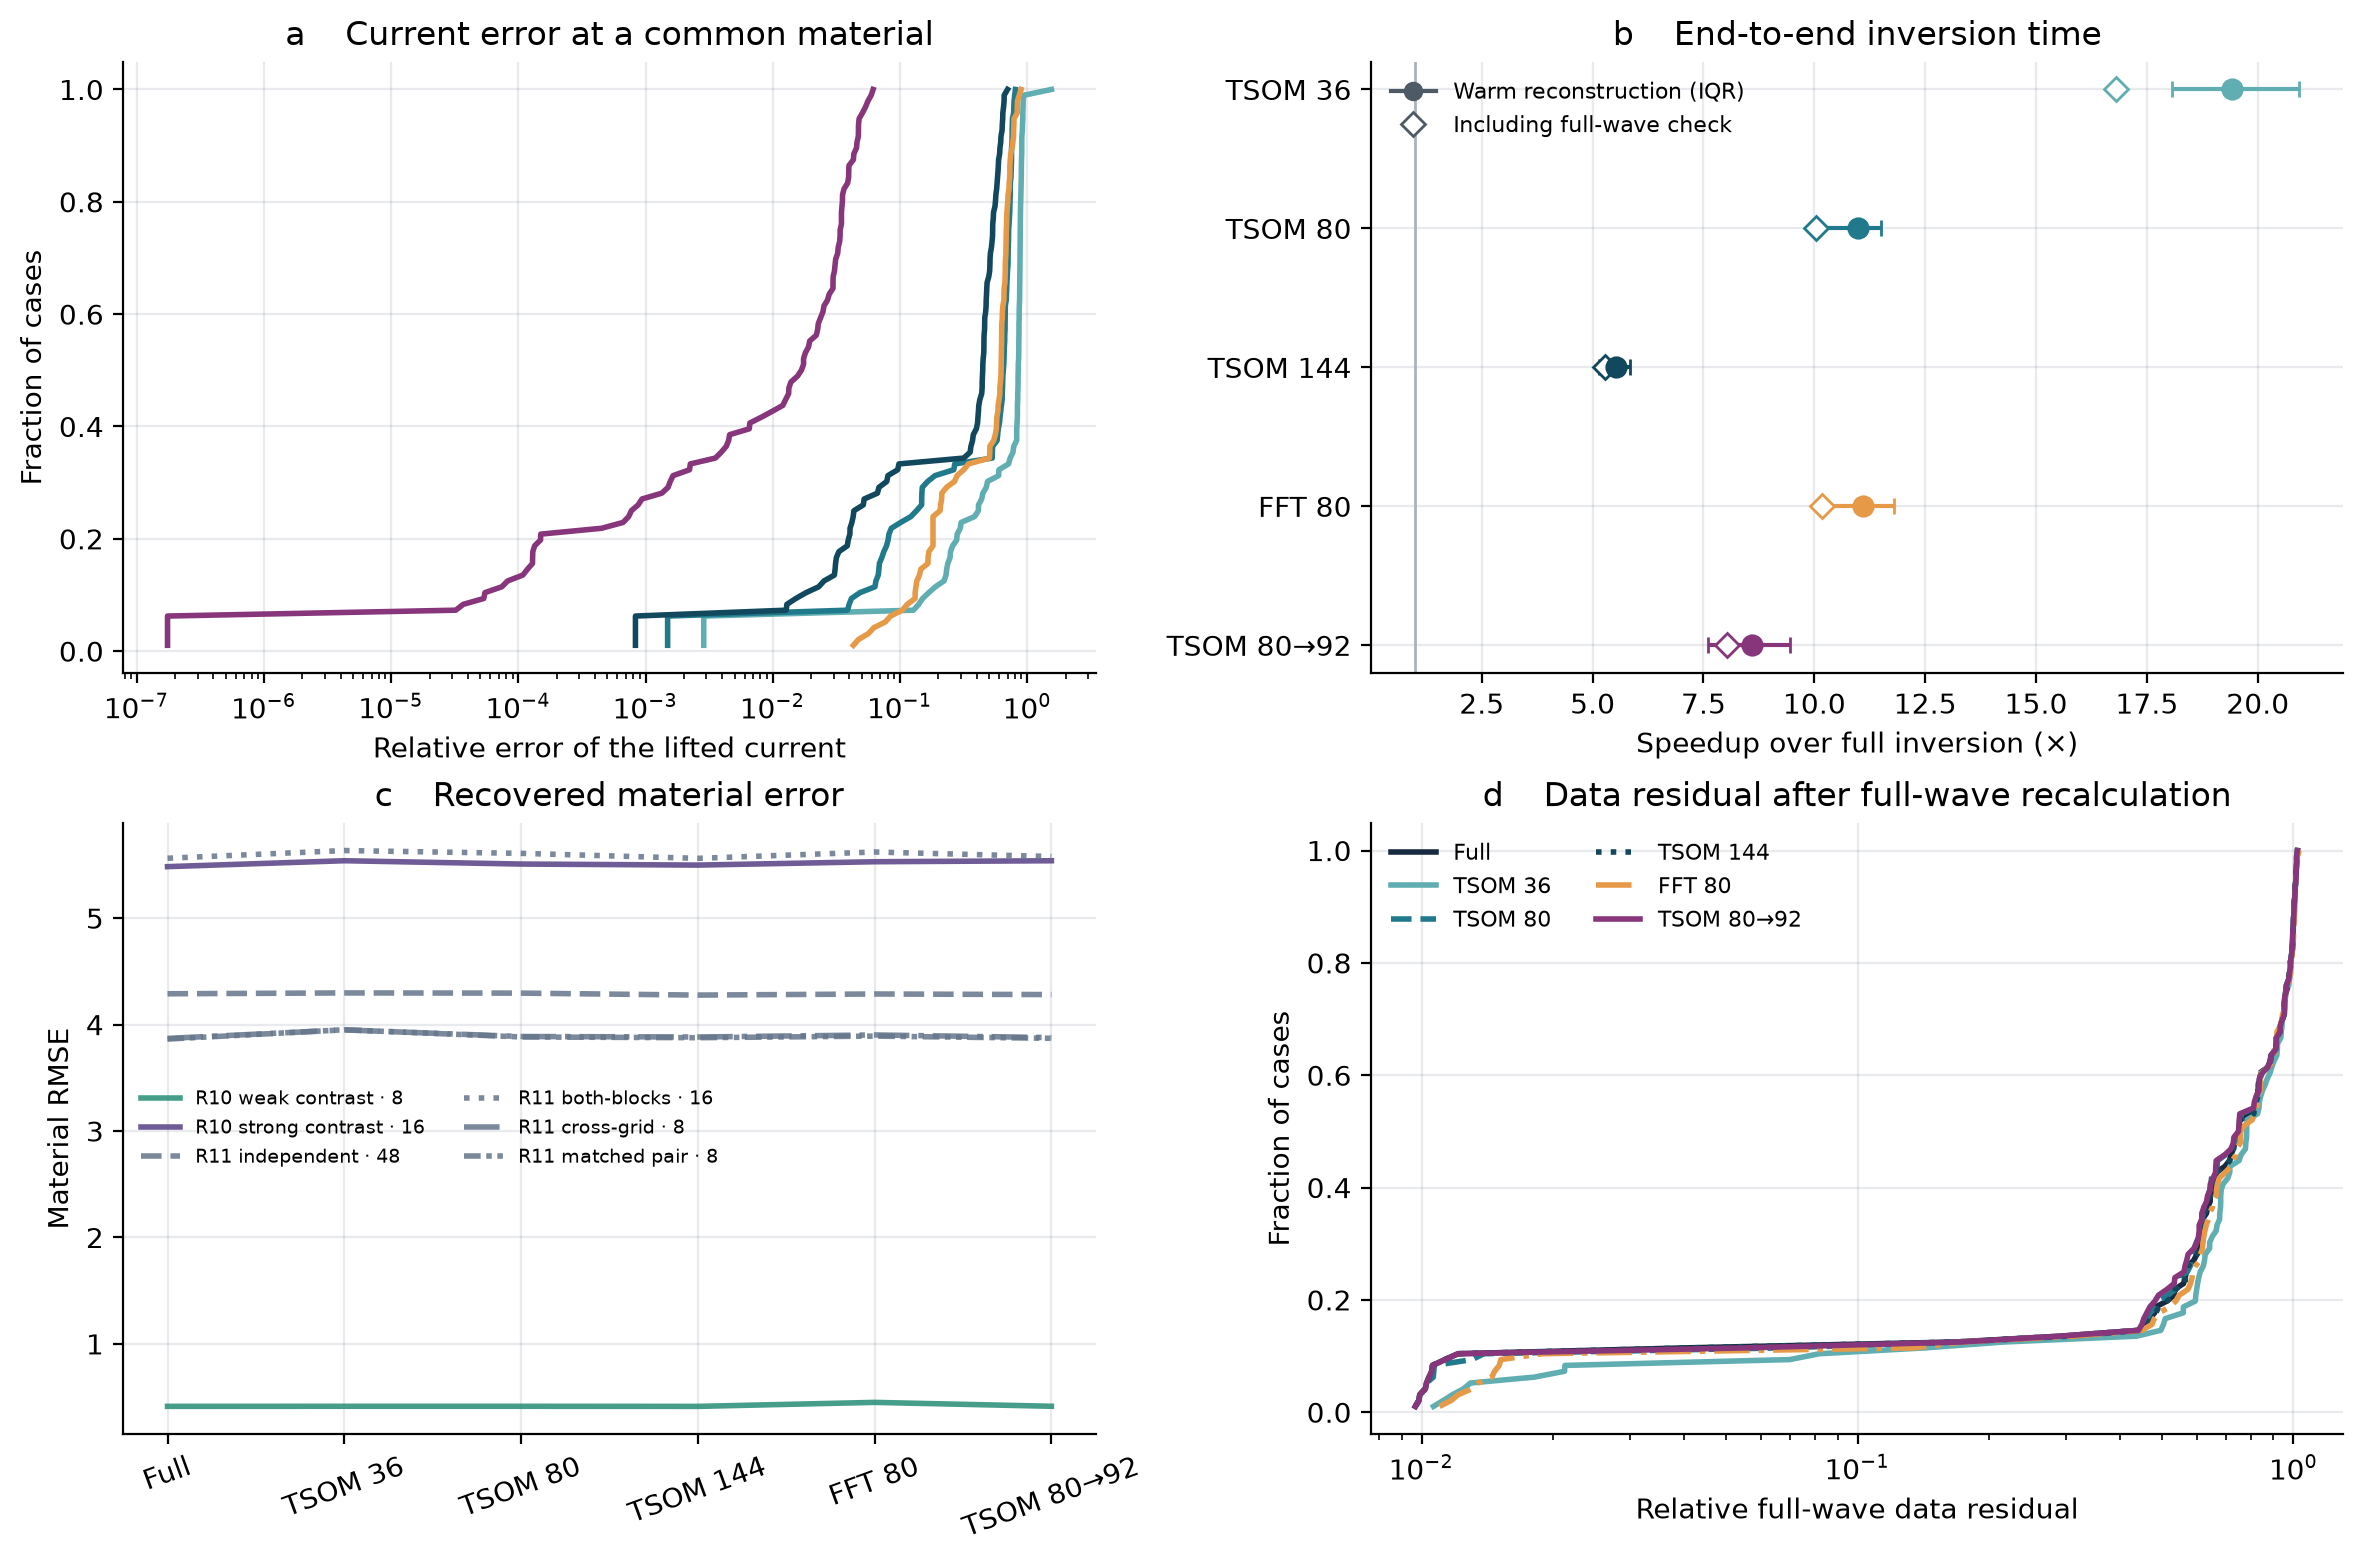 a Current error at a common material
1.0
0.8
0.6
0.4
0.2
0.0
Fraction of cases
10⁻⁷ 10⁻⁶ 10⁻⁵ 10⁻⁴ 10⁻³ 10⁻² 10⁻¹ 10⁰
Relative error of the lifted current
b End-to-end inversion time
Warm reconstruction (IQR)
Including full-wave check
TSOM 36
TSOM 80
TSOM 144
FFT 80
TSOM 80→92
2.5 5.0 7.5 10.0 12.5 15.0 17.5 20.0
Speedup over full inversion (×)
c Recovered material error
5
4
3
2
1
Material RMSE
R10 weak contrast · 8
R10 strong contrast · 16
R11 independent · 48
R11 both-blocks · 16
R11 cross-grid · 8
R11 matched pair · 8
Full TSOM 36 TSOM 80 TSOM 144 FFT 80 TSOM 80→92
d Data residual after full-wave recalculation
Full
TSOM 36
TSOM 80
TSOM 144
FFT 80
TSOM 80→92
1.0
0.8
0.6
0.4
0.2
0.0
Fraction of cases
10⁻² 10⁻¹ 10⁰
Relative full-wave data residual